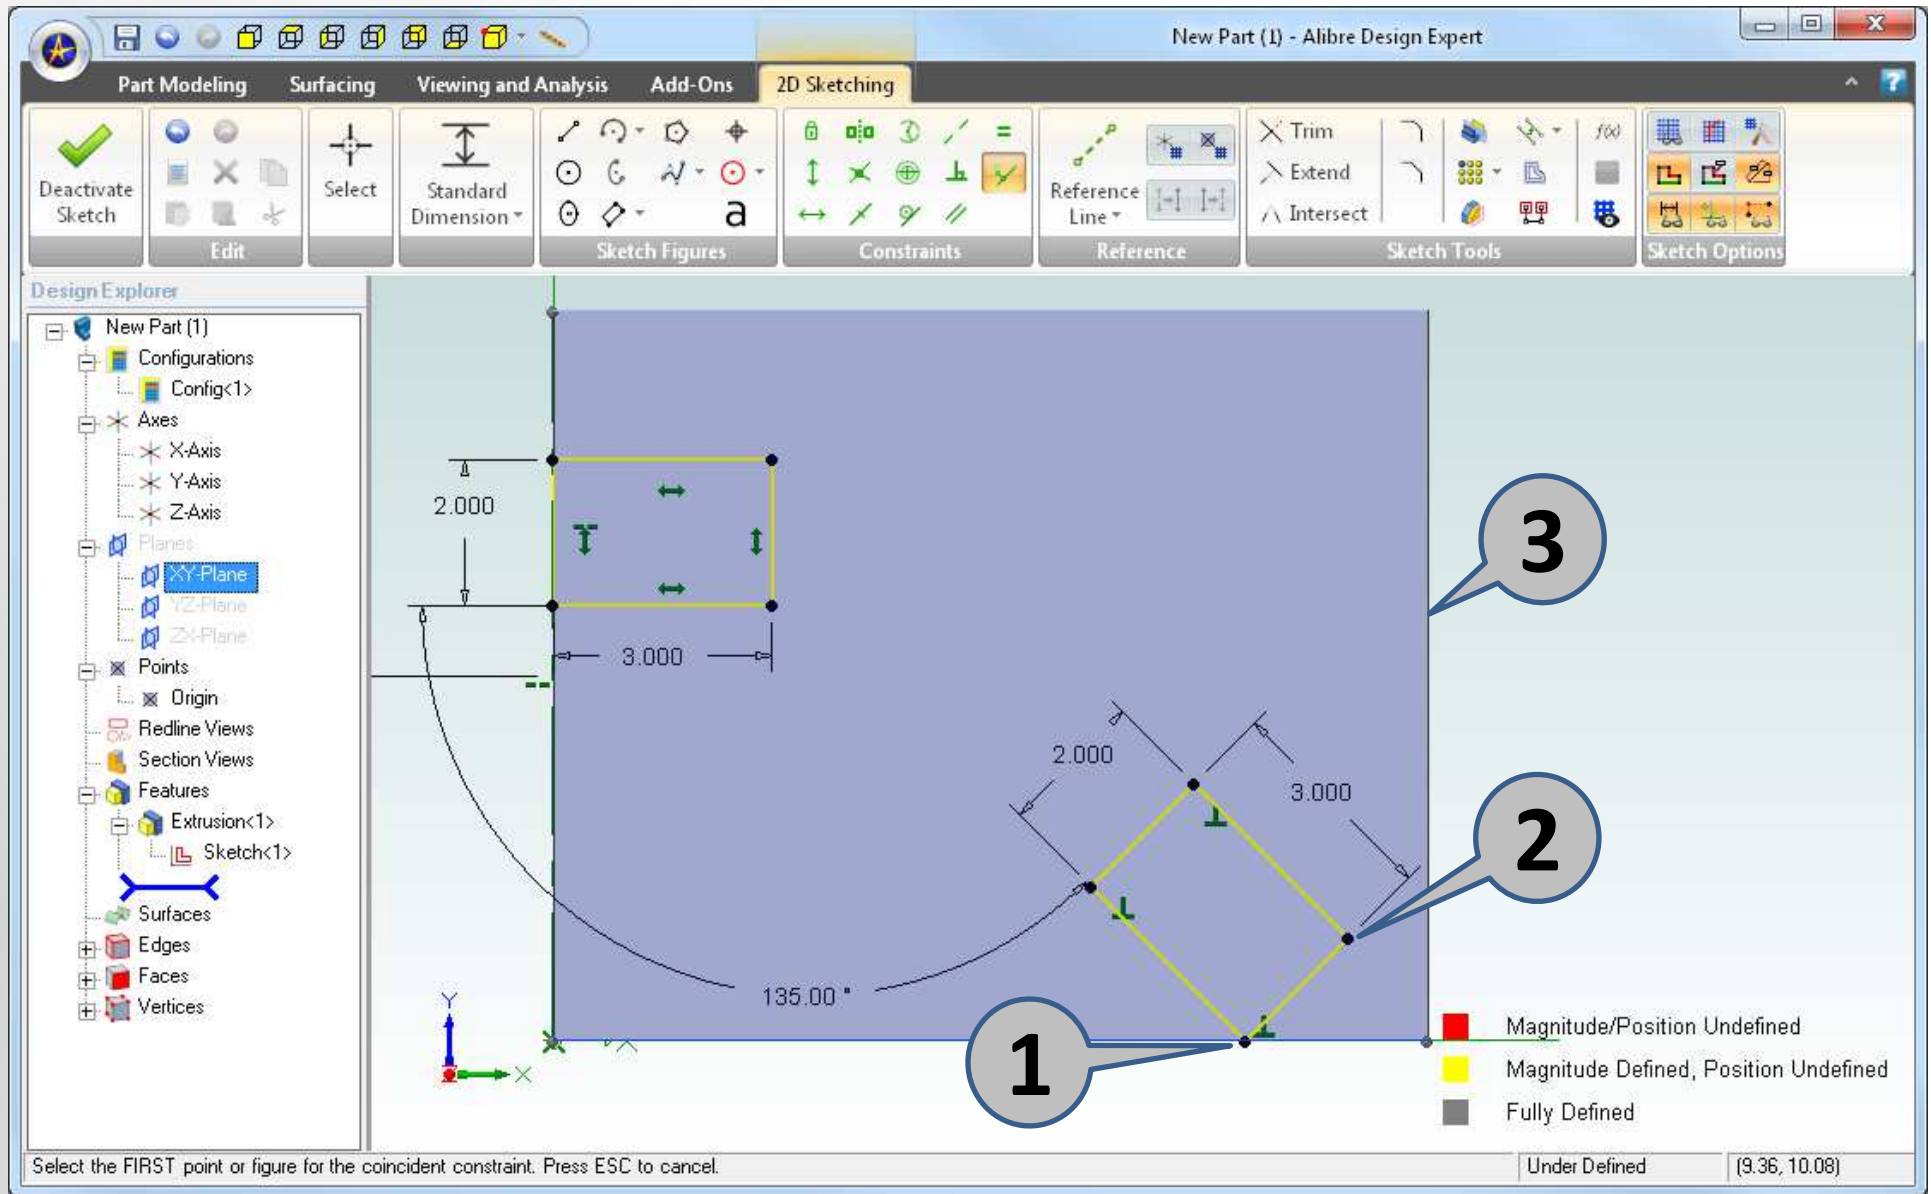 New Part (1) - Alibre Design Expert
Part Modeling Surfacing Viewing and Analysis Add-Ons 2D Sketching
Deactivate
Sketch
Edit
Select
Standard
Dimension
a
Sketch Figures
Constraints
Reference
Line
Reference
Trim
Extend
Intersect
f(x)
Sketch Tools
Sketch Options
Design Explorer
New Part (1)
Configurations
Config<1>
Axes
X-Axis
Y-Axis
Z-Axis
Planes
XY-Plane
YZ-Plane
ZX-Plane
Points
Origin
Redline Views
Section Views
Features
Extrusion<1>
Sketch<1>
Surfaces
Edges
Faces
Vertices
2.000
3.000
3
2.000
3.000
2
135.00 °
1
Y
X
Magnitude/Position Undefined
Magnitude Defined, Position Undefined
Fully Defined
Select the FIRST point or figure for the coincident constraint. Press ESC to cancel.
Under Defined
(9.36, 10.08)